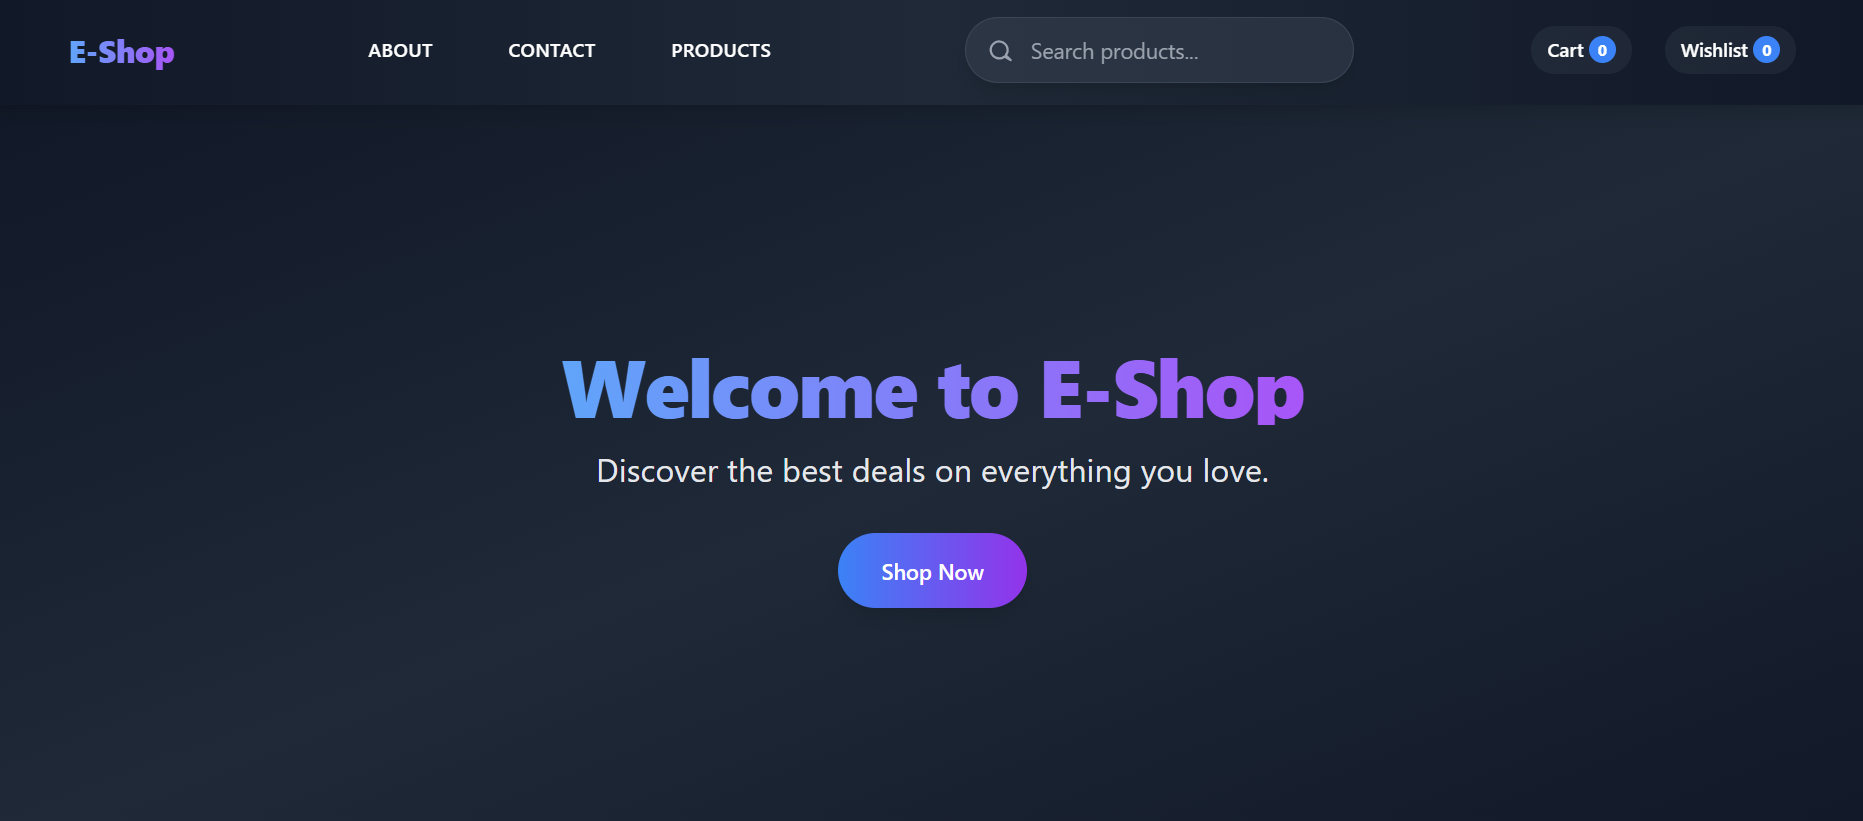 E-Shop ABOUT CONTACT PRODUCTS Search products... Cart 0 Wishlist 0
Welcome to E-Shop
Discover the best deals on everything you love.
Shop Now